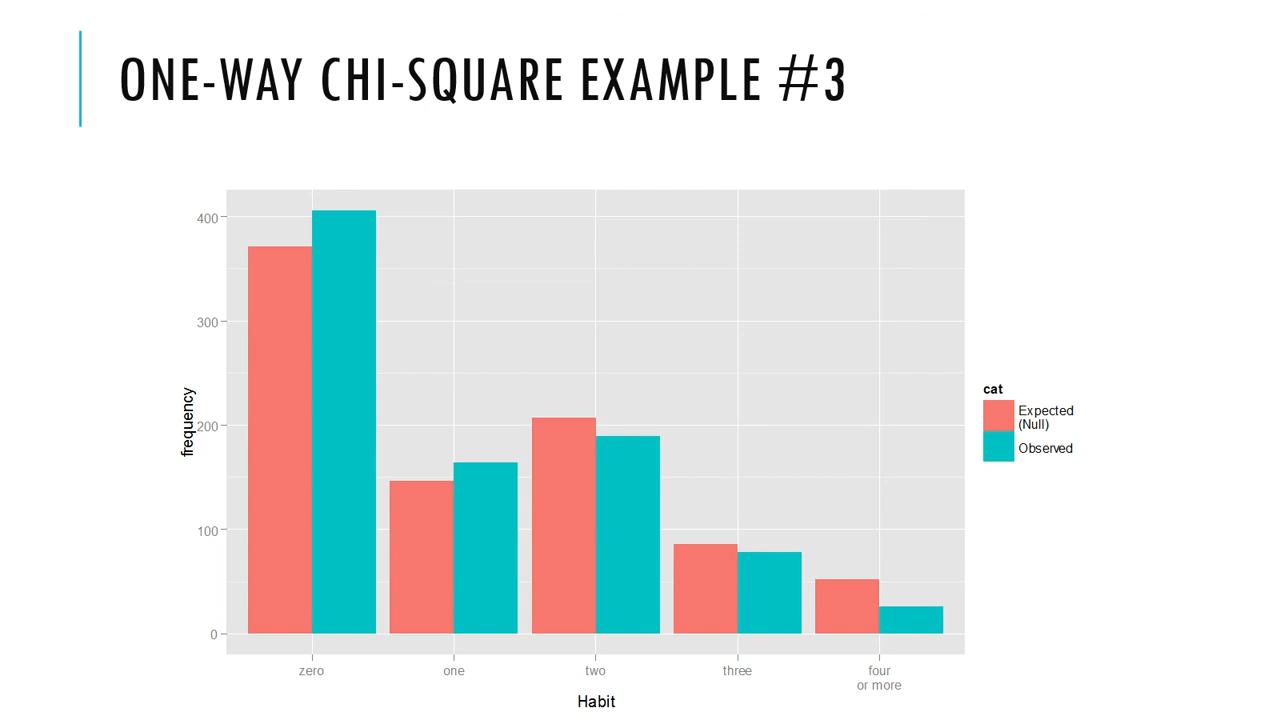 ONE-WAY CHI-SQUARE EXAMPLE #3
frequency
400
300
200
100
0
zero
one
two
three
four
or more
Habit
cat
Expected
(Null)
Observed